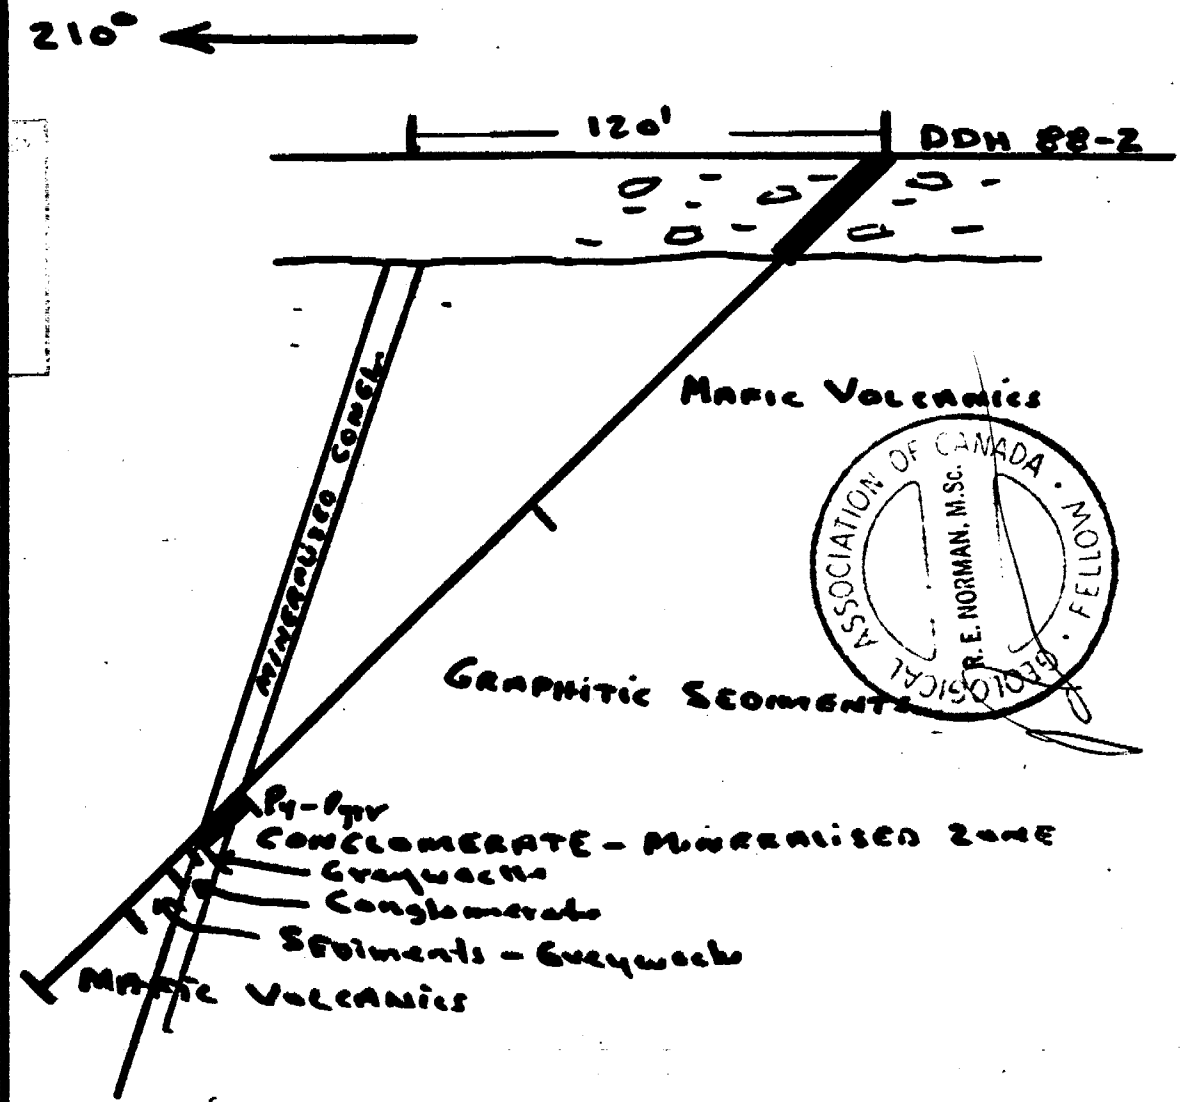 210°
120'
DDH 88-2
MAFIC VOLCANICS
MINERALISED CONGL
GEOLOGICAL ASSOCIATION OF CANADA · FELLOW ·
R. E. NORMAN, M.Sc.
GRAPHITIC SEDIMENTS
Py-Pyrr
CONGLOMERATE - MINERALISED ZONE
Greywacke
Conglomerate
SEDiments - Greywacke
MAFIC VOLCANICS